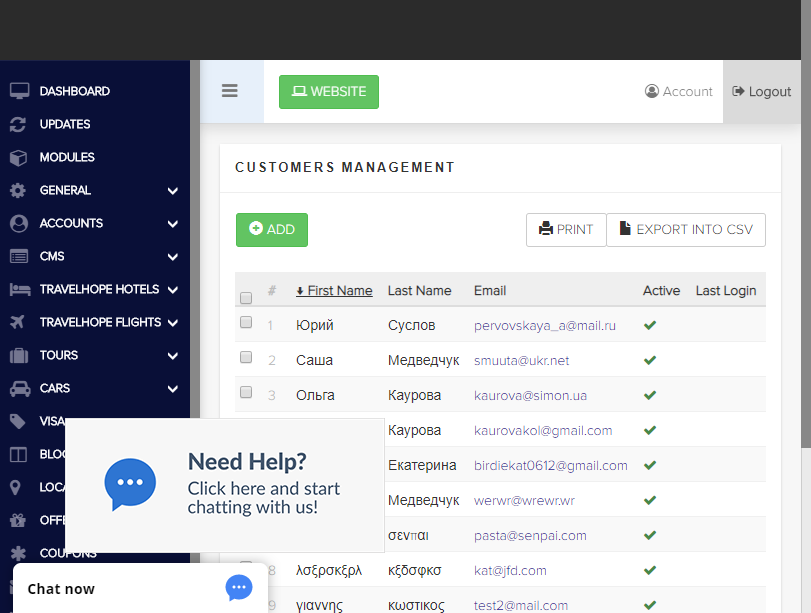 WEBSITE
Account
Logout
DASHBOARD
UPDATES
MODULES
GENERAL
ACCOUNTS
CMS
TRAVELHOPE HOTELS
TRAVELHOPE FLIGHTS
TOURS
CARS
VISA
COUPONS
CUSTOMERS MANAGEMENT
ADD
PRINT
EXPORT INTO CSV
# First Name Last Name Email Active Last Login
1 Юрий Суслов pervovskaya_a@mail.ru
2 Саша Медведчук smuuta@ukr.net
3 Ольга Каурова kaurova@simon.ua
Каурова kaurovakol@gmail.com
Екатерина birdiekat0612@gmail.com
Медведчук werwr@wrewr.wr
σενπαι pasta@senpai.com
8 λσξρσκξρλ κξδσφκσ kat@jfd.com
9 γιαννης κωστικος test2@mail.com
Need Help?
Click here and start
chatting with us!
Chat now